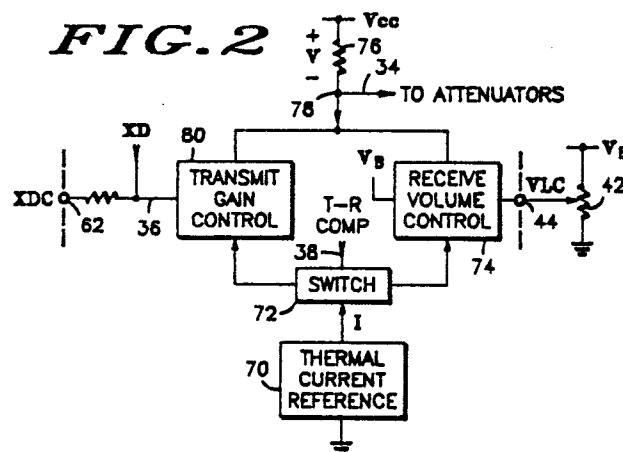 FIG. 2
Vcc
+
V
-
76
34
TO ATTENUATORS
78
80
XD
TRANSMIT
GAIN
CONTROL
XDC
62
36
VB
RECEIVE
VOLUME
CONTROL
74
VLC
44
42
T-R
COMP
38
SWITCH
72
I
70
THERMAL
CURRENT
REFERENCE